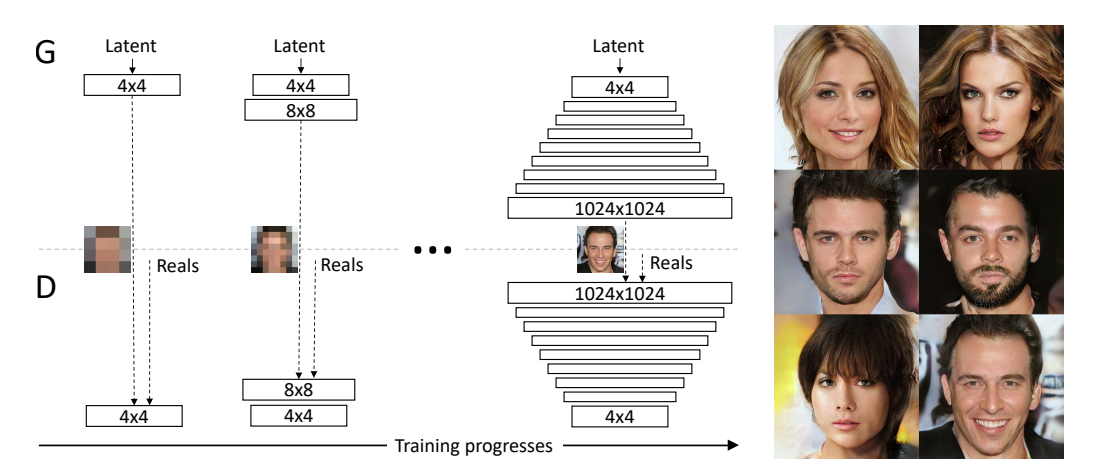 G
Latent
4x4
Latent
4x4
8x8
Latent
4x4
1024x1024
Reals
Reals
...
Reals
D
1024x1024
8x8
4x4
4x4
4x4
Training progresses